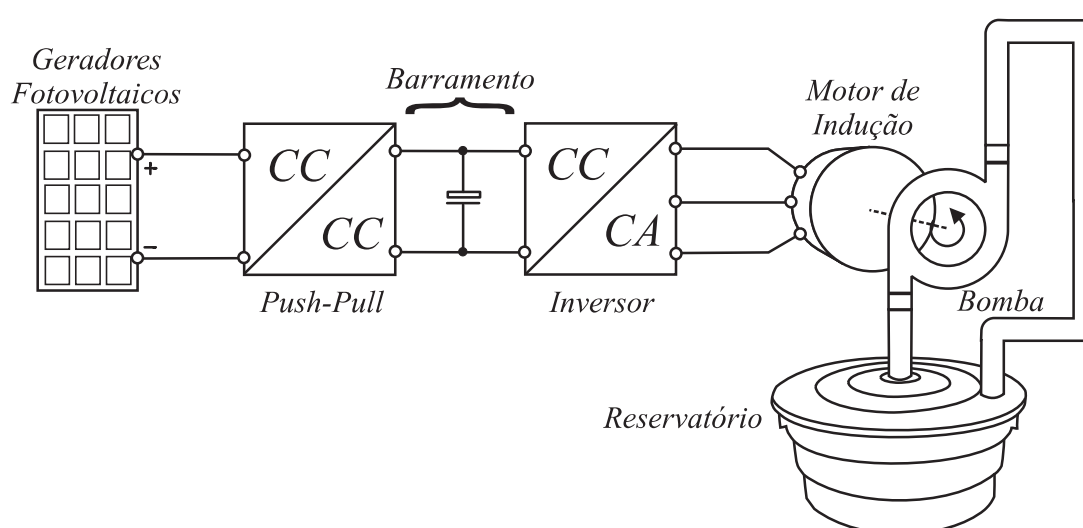 Geradores
Fotovoltaicos
+
−
CC
CC
Push-Pull
Barramento
CC
CA
Inversor
Motor de
Indução
Bomba
Reservatório